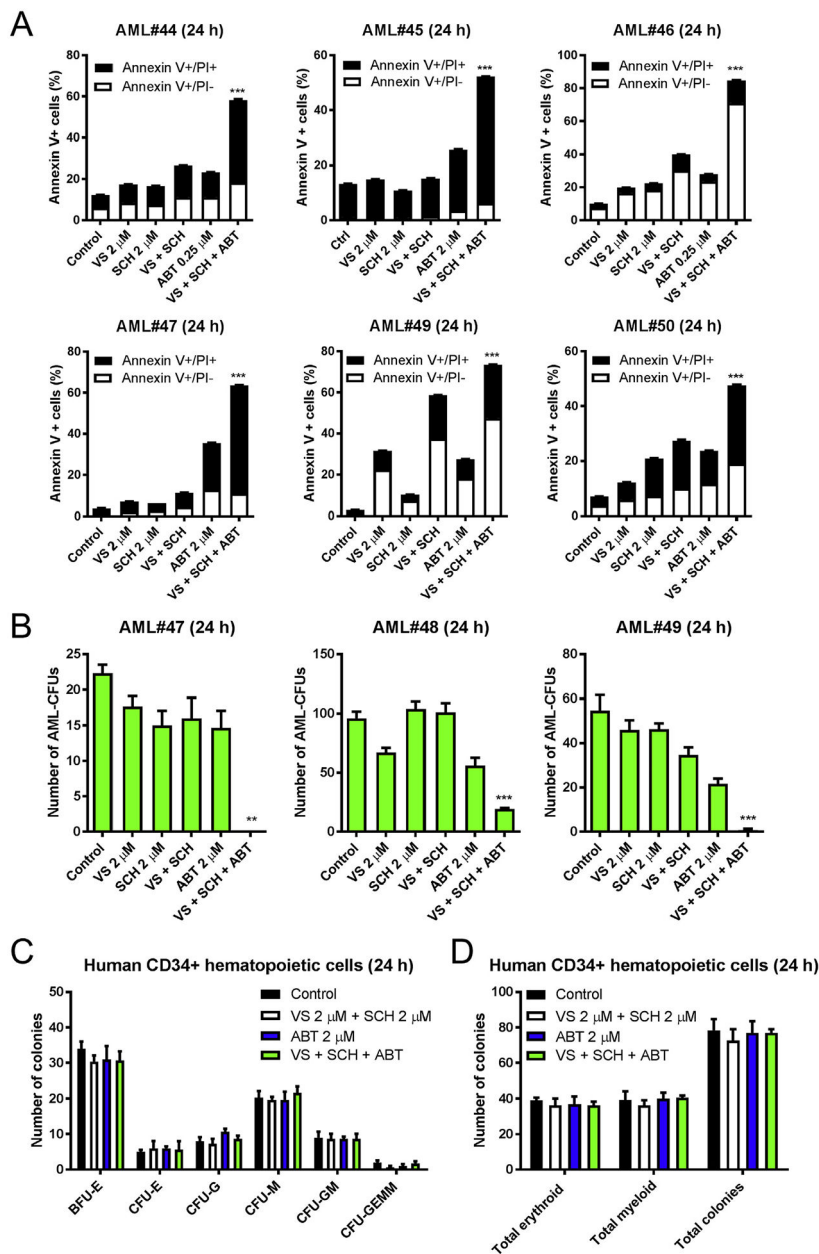 A
AML#44 (24 h)
Annexin V+ cells (%)
80
60
40
20
0
Annexin V+/PI+
Annexin V+/PI-
***
Control
VS 2 μM
SCH 2 μM
VS + SCH
ABT 0.25 μM
VS + SCH + ABT
AML#45 (24 h)
Annexin V + cells (%)
60
40
20
0
Annexin V+/PI+
Annexin V+/PI-
***
Ctrl
VS 2 μM
SCH 2 μM
VS + SCH
ABT 2 μM
VS + SCH + ABT
AML#46 (24 h)
Annexin V + cells (%)
100
80
60
40
20
0
Annexin V+/PI+
Annexin V+/PI-
***
Control
VS 2 μM
SCH 2 μM
VS + SCH
ABT 0.25 μM
VS + SCH + ABT
AML#47 (24 h)
Annexin V + cells (%)
80
60
40
20
0
Annexin V+/PI+
Annexin V+/PI-
***
Control
VS 2 μM
SCH 2 μM
VS + SCH
ABT 2 μM
VS + SCH + ABT
AML#49 (24 h)
Annexin V + cells (%)
80
60
40
20
0
Annexin V+/PI+
Annexin V+/PI-
***
Control
VS 2 μM
SCH 2 μM
VS + SCH
ABT 2 μM
VS + SCH + ABT
AML#50 (24 h)
Annexin V + cells (%)
60
40
20
0
Annexin V+/PI+
Annexin V+/PI-
***
Control
VS 2 μM
SCH 2 μM
VS + SCH
ABT 2 μM
VS + SCH + ABT
B
AML#47 (24 h)
Number of AML-CFUs
25
20
15
10
5
0
**
Control
VS 2 μM
SCH 2 μM
VS + SCH
ABT 2 μM
VS + SCH + ABT
AML#48 (24 h)
Number of AML-CFUs
150
100
50
0
***
Control
VS 2 μM
SCH 2 μM
VS + SCH
ABT 2 μM
VS + SCH + ABT
AML#49 (24 h)
Number of AML-CFUs
80
60
40
20
0
***
Control
VS 2 μM
SCH 2 μM
VS + SCH
ABT 2 μM
VS + SCH + ABT
C
Human CD34+ hematopoietic cells (24 h)
Number of colonies
50
40
30
20
10
0
Control
VS 2 μM + SCH 2 μM
ABT 2 μM
VS + SCH + ABT
BFU-E
CFU-E
CFU-G
CFU-M
CFU-GM
CFU-GEMM
D
Human CD34+ hematopoietic cells (24 h)
Number of colonies
100
80
60
40
20
0
Control
VS 2 μM + SCH 2 μM
ABT 2 μM
VS + SCH + ABT
Total erythroid
Total myeloid
Total colonies